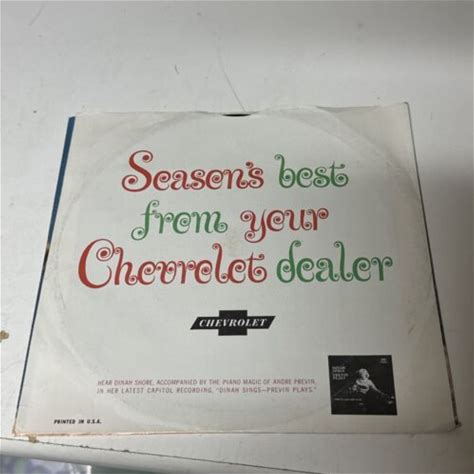 Season's best
from your
Chevrolet dealer
CHEVROLET
HEAR DINAH SHORE, ACCOMPANIED BY THE PIANO MAGIC OF ANDRE PREVIN,
IN HER LATEST CAPITOL RECORDING, "DINAH SINGS—PREVIN PLAYS."
PRINTED IN U.S.A.